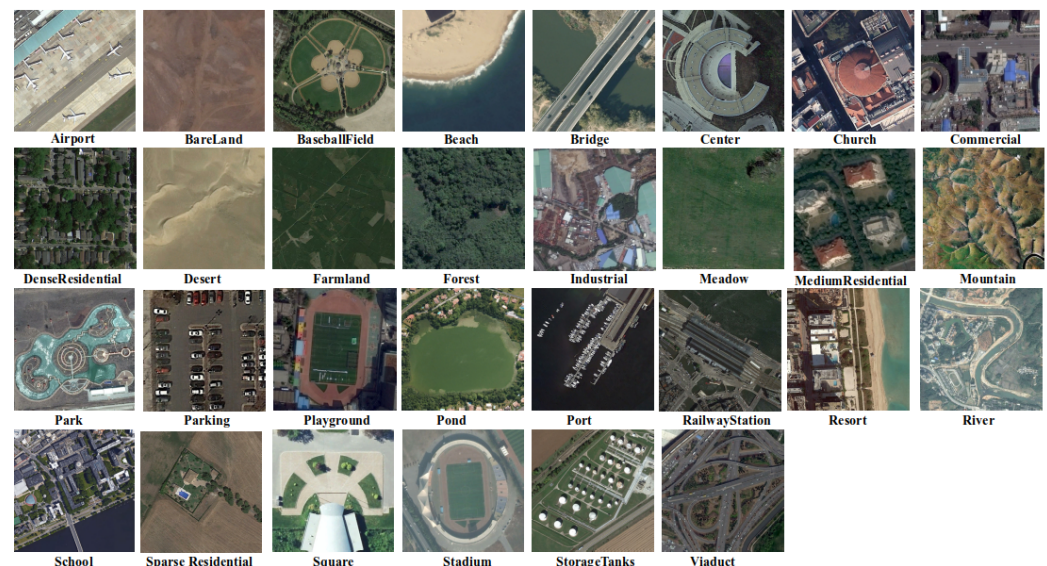 Airport BareLand BaseballField Beach Bridge Center Church Commercial
DenseResidential Desert Farmland Forest Industrial Meadow MediumResidential Mountain
Park Parking Playground Pond Port RailwayStation Resort River
School Sparse Residential Square Stadium StorageTanks Viaduct